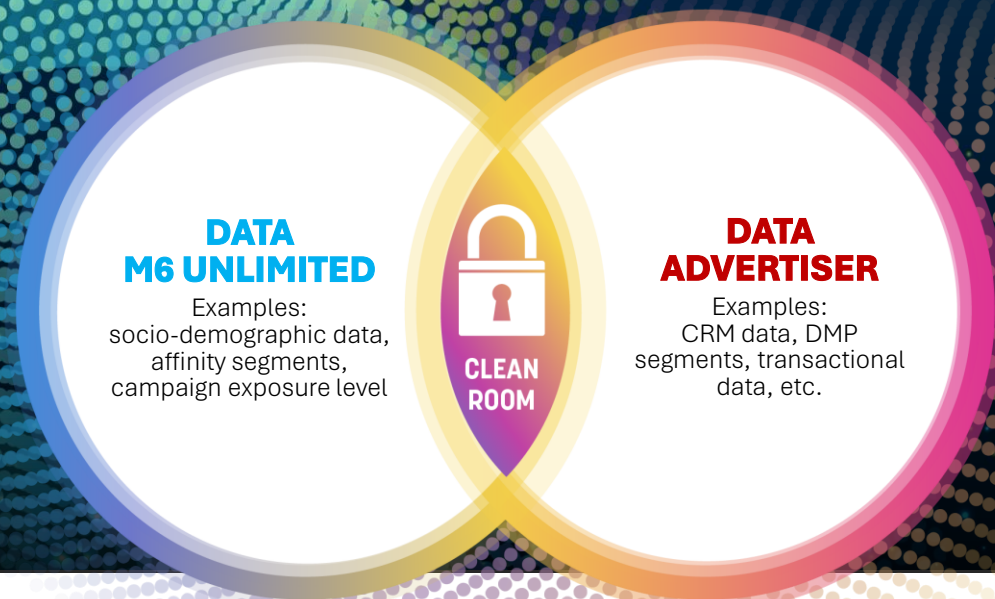 DATA
M6 UNLIMITED
Examples:
socio-demographic data,
affinity segments,
campaign exposure level
CLEAN
ROOM
DATA
ADVERTISER
Examples:
CRM data, DMP
segments, transactional
data, etc.